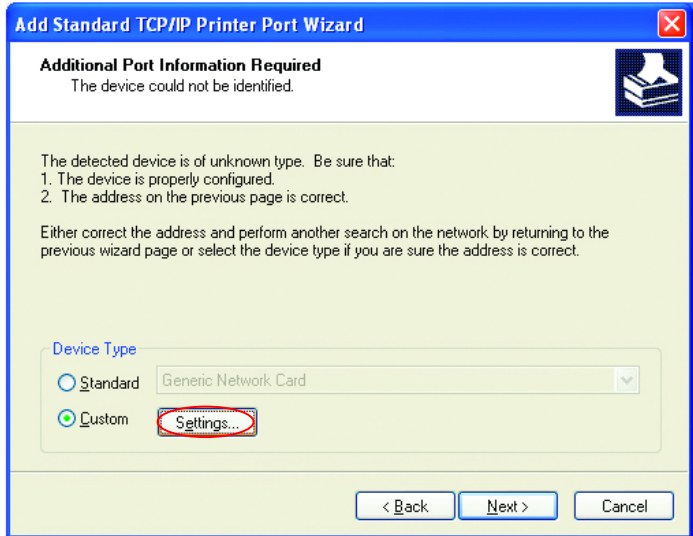 Add Standard TCP/IP Printer Port Wizard
Additional Port Information Required
The device could not be identified.
The detected device is of unknown type.  Be sure that:
1. The device is properly configured.
2.  The address on the previous page is correct.
Either correct the address and perform another search on the network by returning to the
previous wizard page or select the device type if you are sure the address is correct.
Device Type
Standard
Generic Network Card
Custom
Settings...
< Back
Next >
Cancel